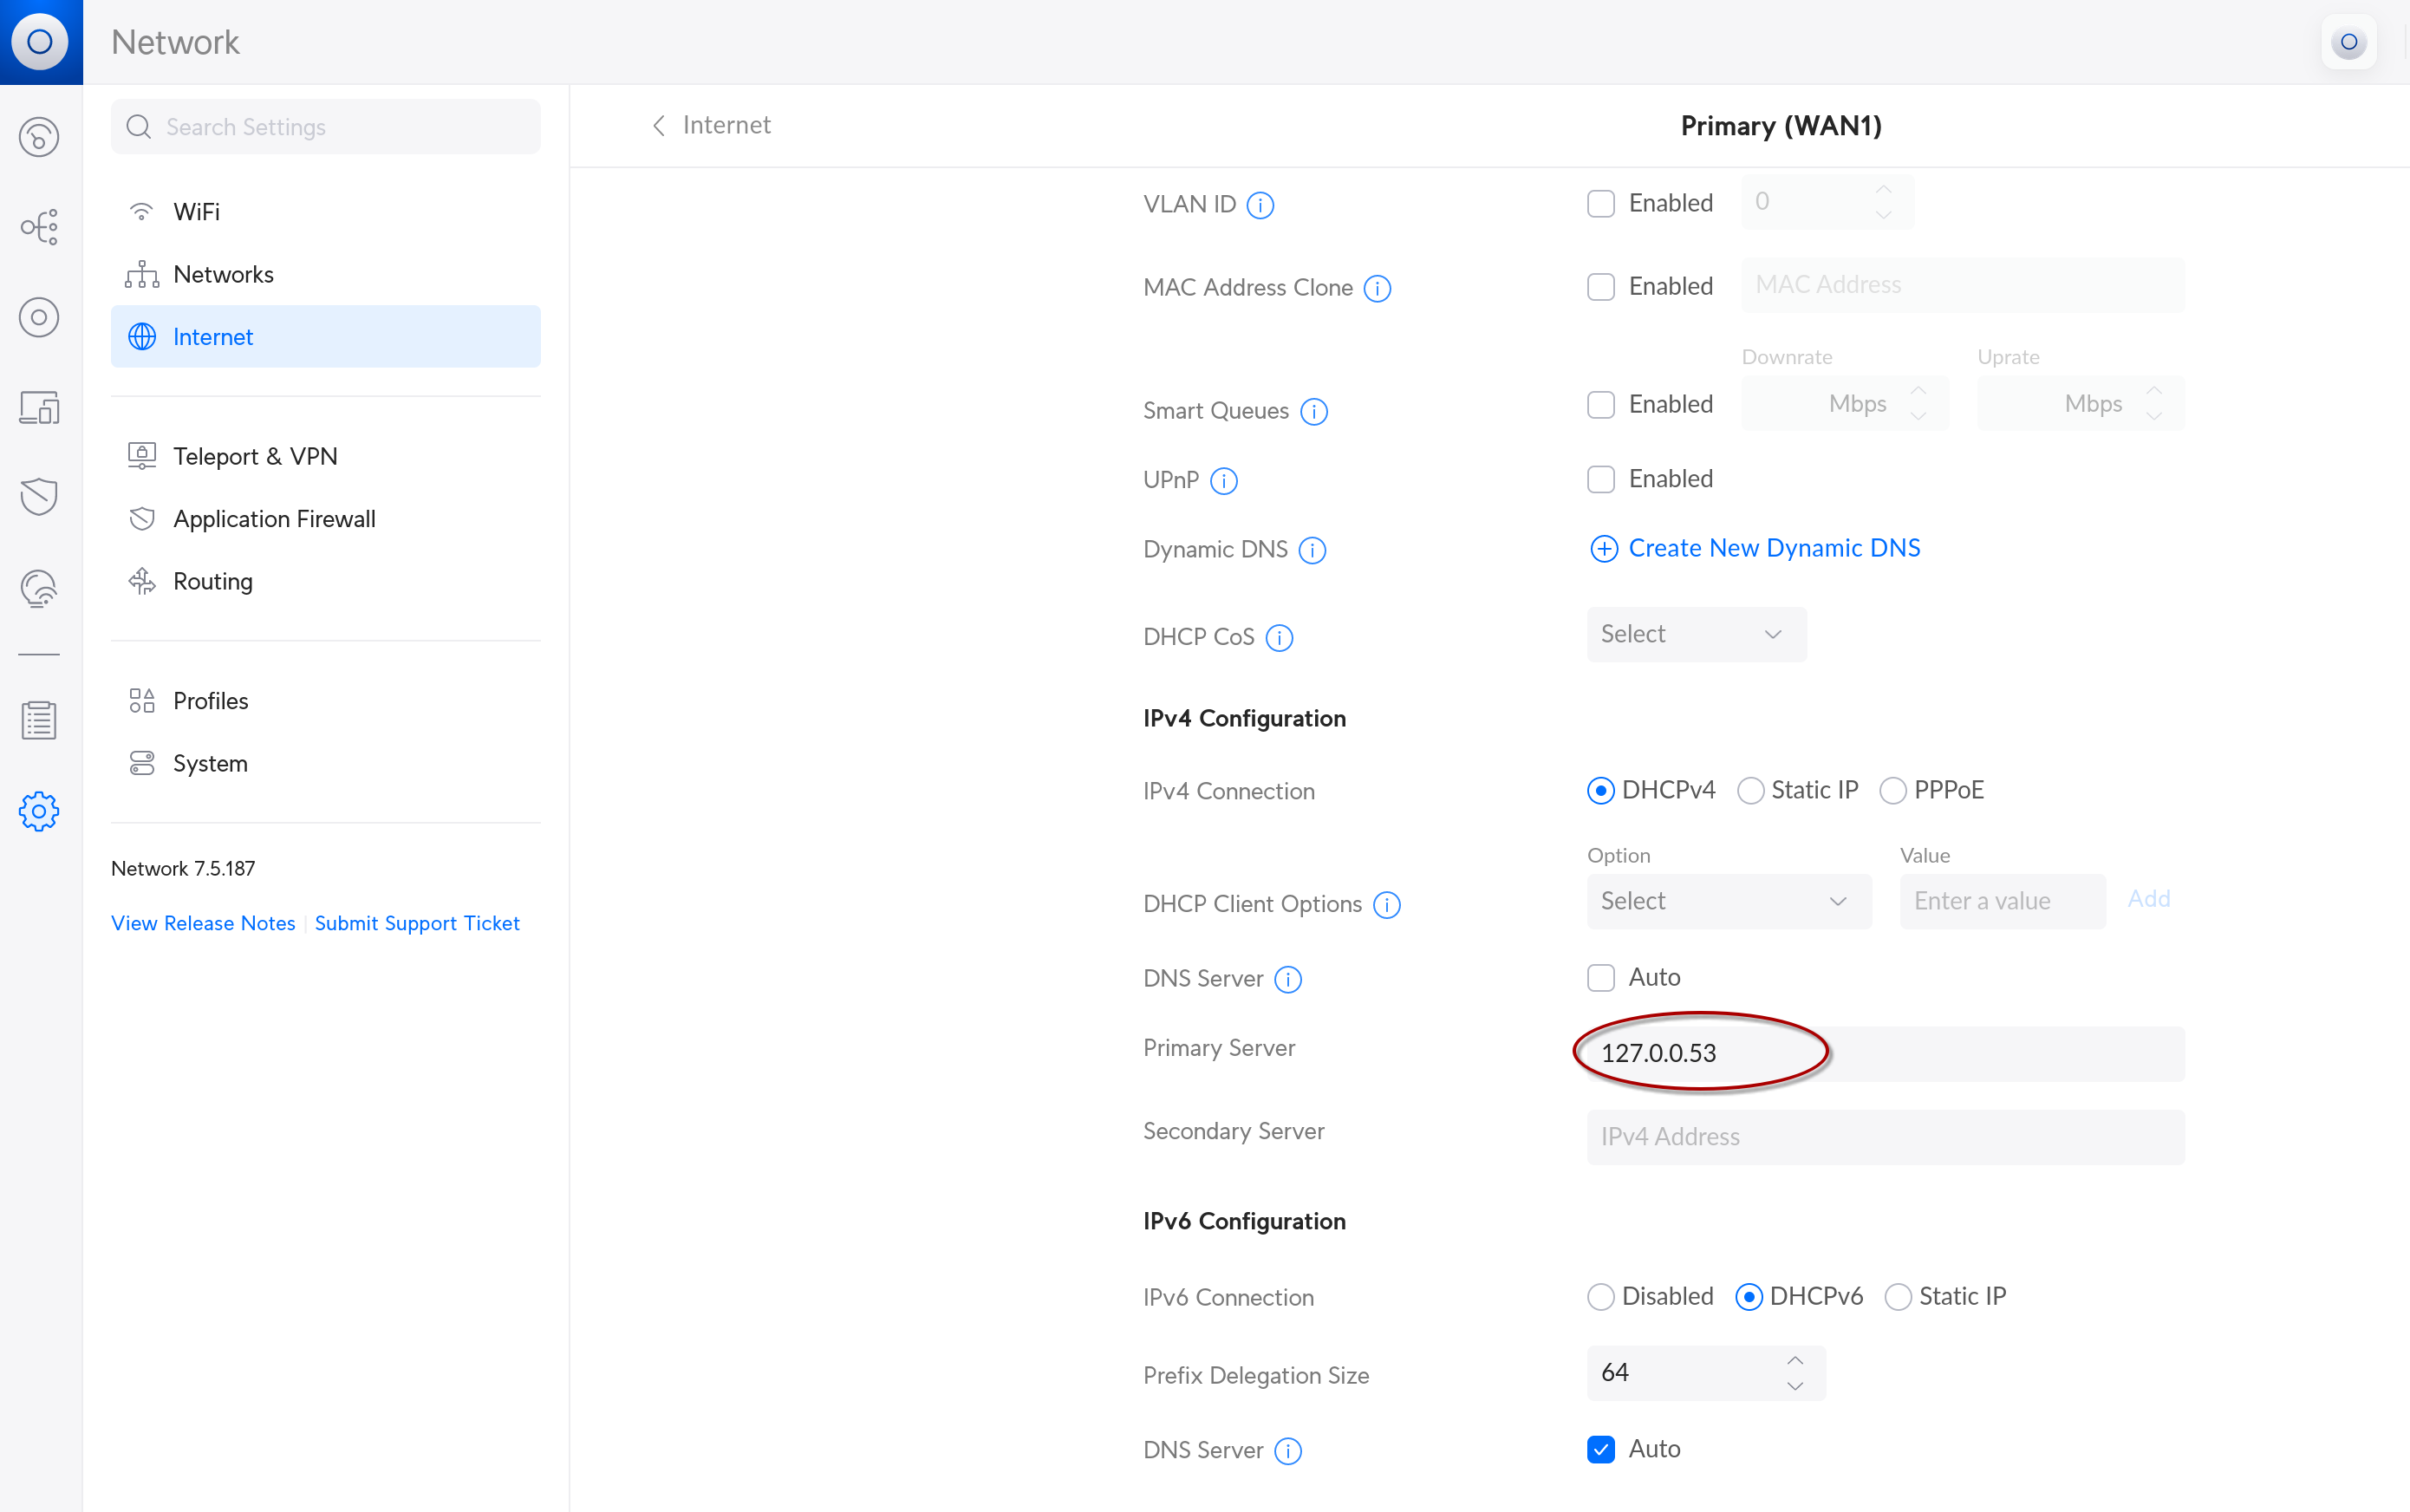 Network
Search Settings
WiFi
Networks
Internet
Teleport & VPN
Application Firewall
Routing
Profiles
System
Network 7.5.187
View Release Notes | Submit Support Ticket
Internet
Primary (WAN1)
VLAN ID
Enabled
0
MAC Address Clone
Enabled
MAC Address
Downrate
Uprate
Smart Queues
Enabled
Mbps
Mbps
UPnP
Enabled
Dynamic DNS
Create New Dynamic DNS
DHCP CoS
Select
IPv4 Configuration
IPv4 Connection
DHCPv4
Static IP
PPPoE
Option
Value
DHCP Client Options
Select
Enter a value
Add
DNS Server
Auto
Primary Server
127.0.0.53
Secondary Server
IPv4 Address
IPv6 Configuration
IPv6 Connection
Disabled
DHCPv6
Static IP
Prefix Delegation Size
64
DNS Server
Auto